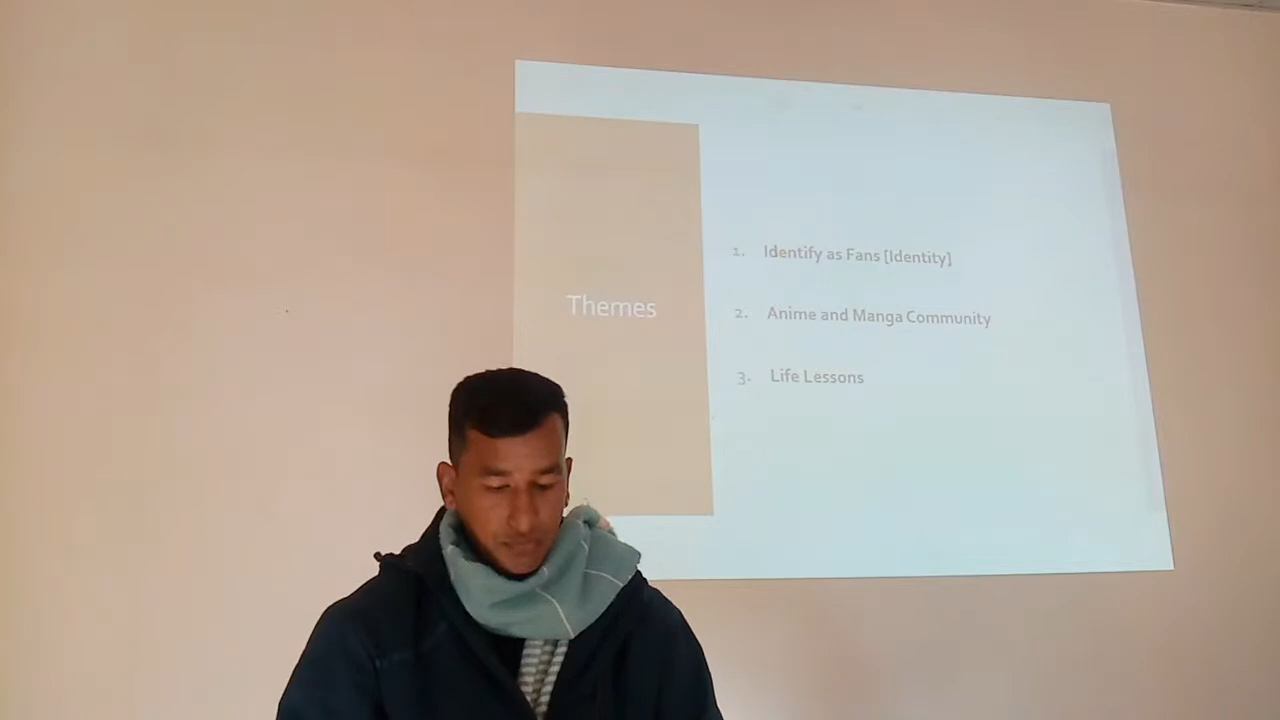 Themes
1. Identify as Fans [Identity]
2. Anime and Manga Community
3. Life Lessons